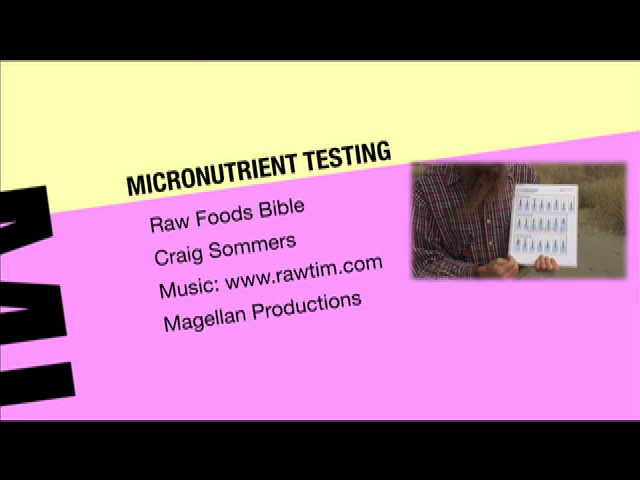 MICRONUTRIENT TESTING
Raw Foods Bible
Craig Sommers
Music: www.rawtim.com
Magellan Productions